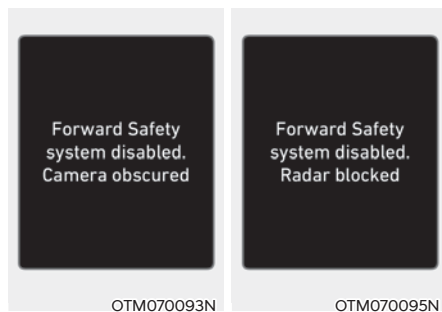 Forward Safety
system disabled.
Camera obscured
OTM070093N
Forward Safety
system disabled.
Radar blocked
OTM070095N